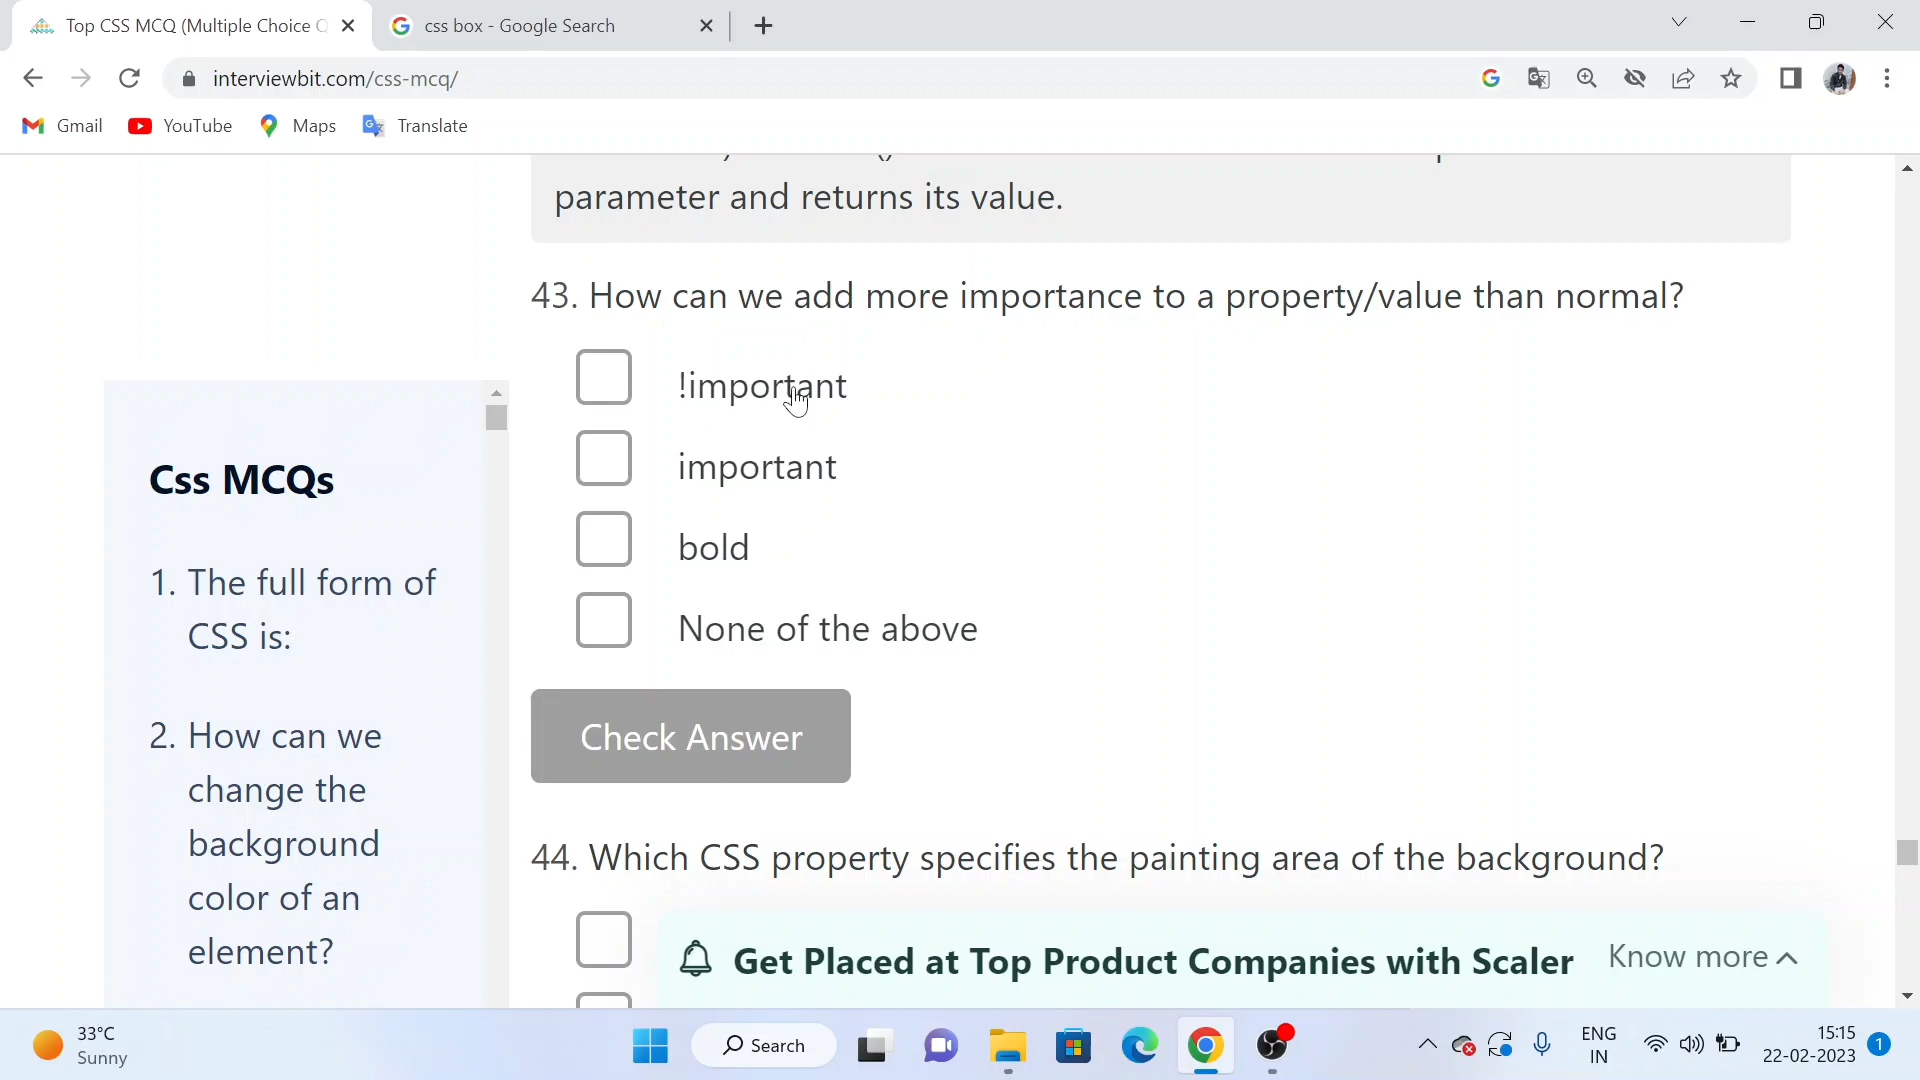 Top CSS MCQ (Multiple Choice Q
css box - Google Search
interviewbit.com/css-mcq/
Gmail
YouTube
Maps
Translate
parameter and returns its value.
43. How can we add more importance to a property/value than normal?
!important
important
bold
None of the above
Check Answer
Css MCQs
1. The full form of
CSS is:
2. How can we
change the
background
color of an
element?
44. Which CSS property specifies the painting area of the background?
Get Placed at Top Product Companies with Scaler
Know more
33°C
Sunny
Search
ENG
IN
15:15
22-02-2023
1